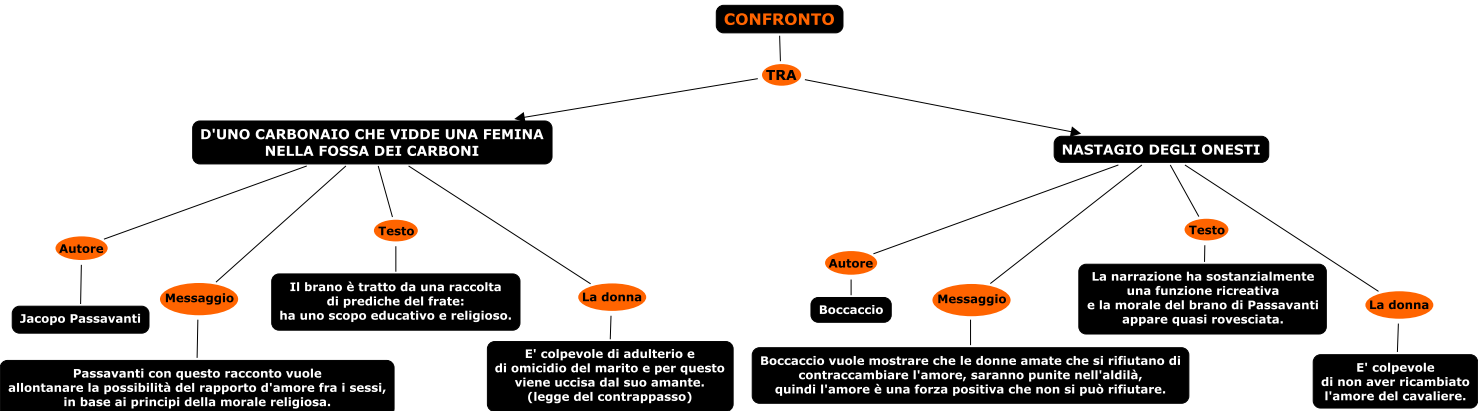 CONFRONTO
TRA
D'UNO CARBONAIO CHE VIDDE UNA FEMINA
NELLA FOSSA DEI CARBONI
Autore
Jacopo Passavanti
Messaggio
Passavanti con questo racconto vuole
allontanare la possibilità del rapporto d'amore fra i sessi,
in base ai principi della morale religiosa.
Testo
Il brano è tratto da una raccolta
di prediche del frate:
ha uno scopo educativo e religioso.
La donna
E' colpevole di adulterio e
di omicidio del marito e per questo
viene uccisa dal suo amante.
(legge del contrappasso)
NASTAGIO DEGLI ONESTI
Autore
Boccaccio
Messaggio
Boccaccio vuole mostrare che le donne amate che si rifiutano di
contraccambiare l'amore, saranno punite nell'aldilà,
quindi l'amore è una forza positiva che non si può rifiutare.
Testo
La narrazione ha sostanzialmente
una funzione ricreativa
e la morale del brano di Passavanti
appare quasi rovesciata.
La donna
E' colpevole
di non aver ricambiato
l'amore del cavaliere.